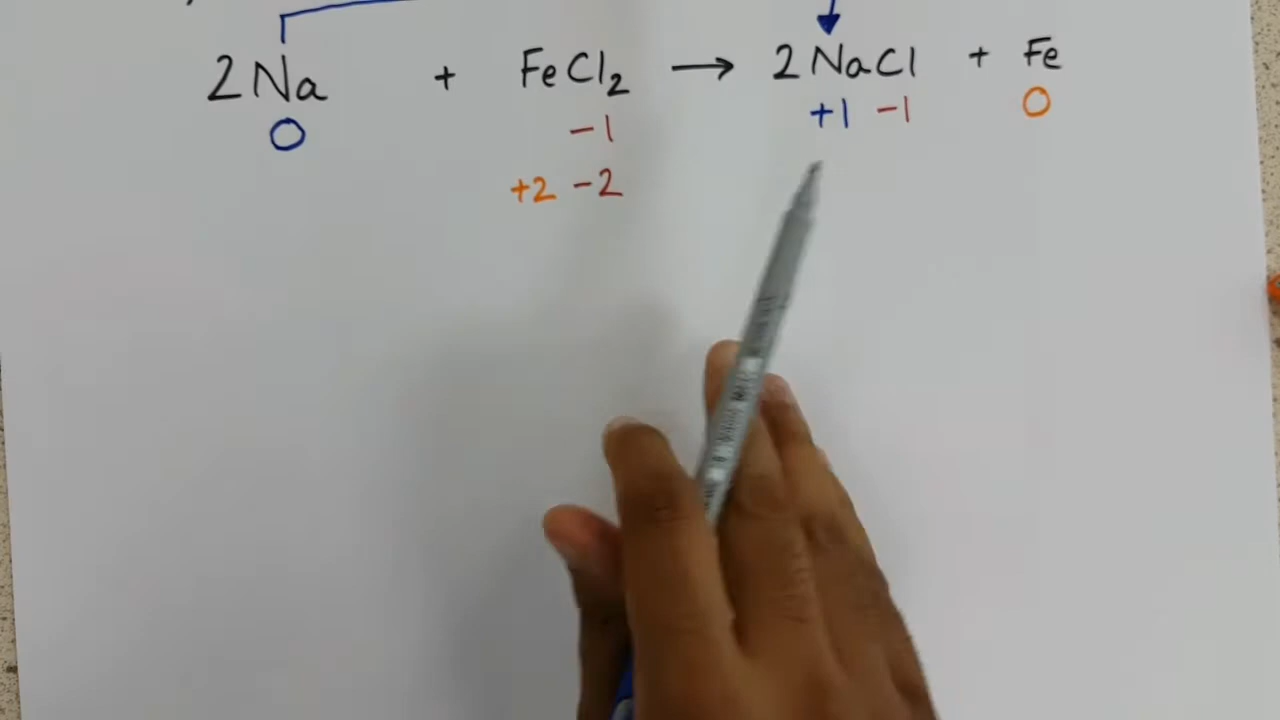 2Na + FeCl₂ → 2NaCl + Fe
0 -1 +1 -1 0
+2 -2